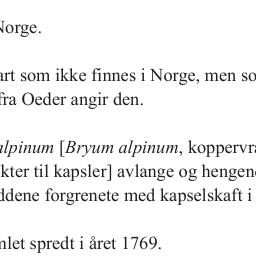 Norge.
art som ikke finnes i Norge, men so
fra Oeder angir den.
alpinum [Bryum alpinum, koppervra
kter til kapsler] avlange og hengend
ddene forgrenete med kapselskaft i
mlet spredt i året 1769.